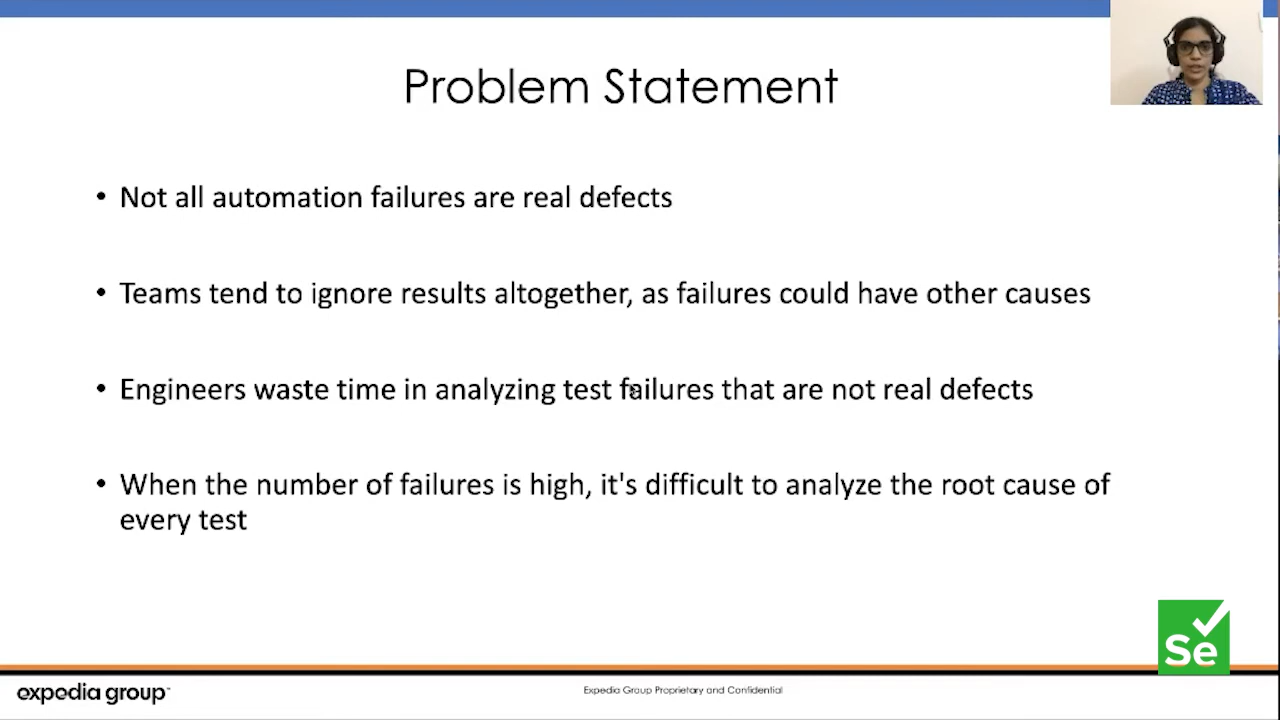 Problem Statement
• Not all automation failures are real defects
• Teams tend to ignore results altogether, as failures could have other causes
• Engineers waste time in analyzing test failures that are not real defects
• When the number of failures is high, it's difficult to analyze the root cause of
every test
Se
expedia group™
Expedia Group Proprietary and Confidential